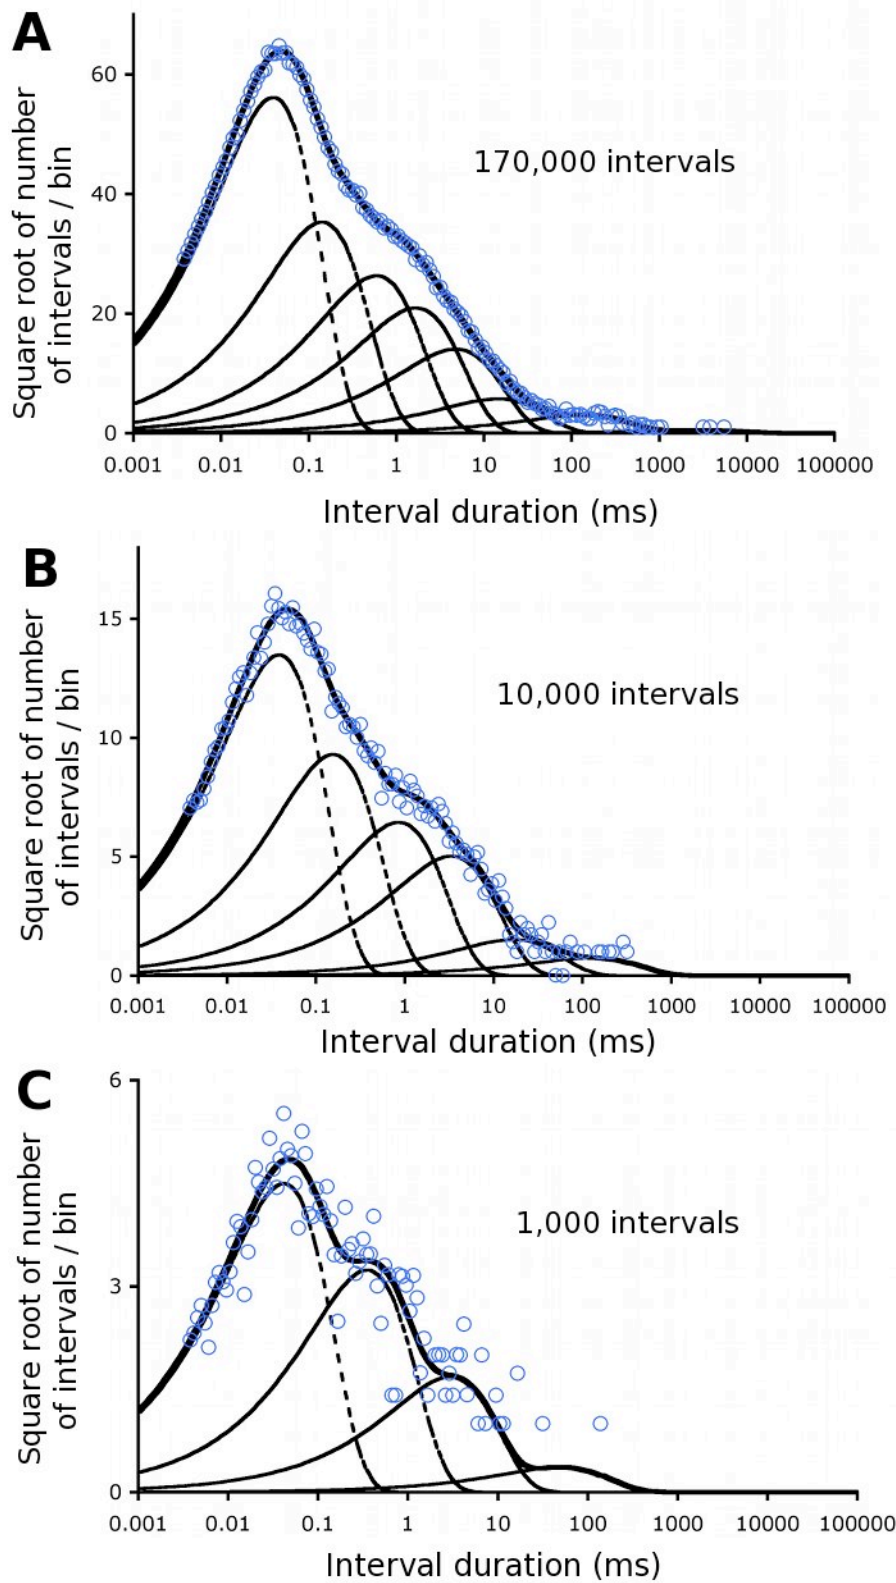 A
Square root of number
of intervals / bin
60
40
20
0
170,000 intervals
0.001 0.01 0.1 1 10 100 1000 10000 100000
Interval duration (ms)
B
Square root of number
of intervals / bin
15
10
5
0
10,000 intervals
0.001 0.01 0.1 1 10 100 1000 10000 100000
Interval duration (ms)
C
Square root of number
of intervals / bin
6
3
0
1,000 intervals
0.001 0.01 0.1 1 10 100 1000 10000 100000
Interval duration (ms)